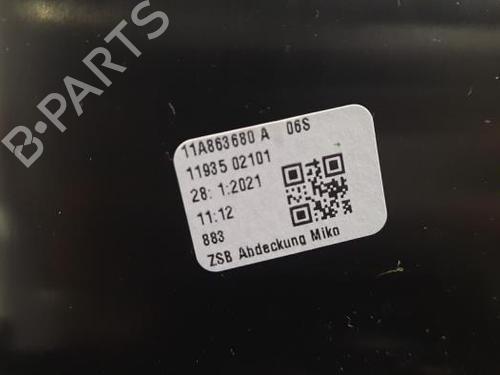 B-PARTS
11A863680 A 06S
11935 02101
28: 1:2021
11:12
883
ZSB Abdeckung Miko